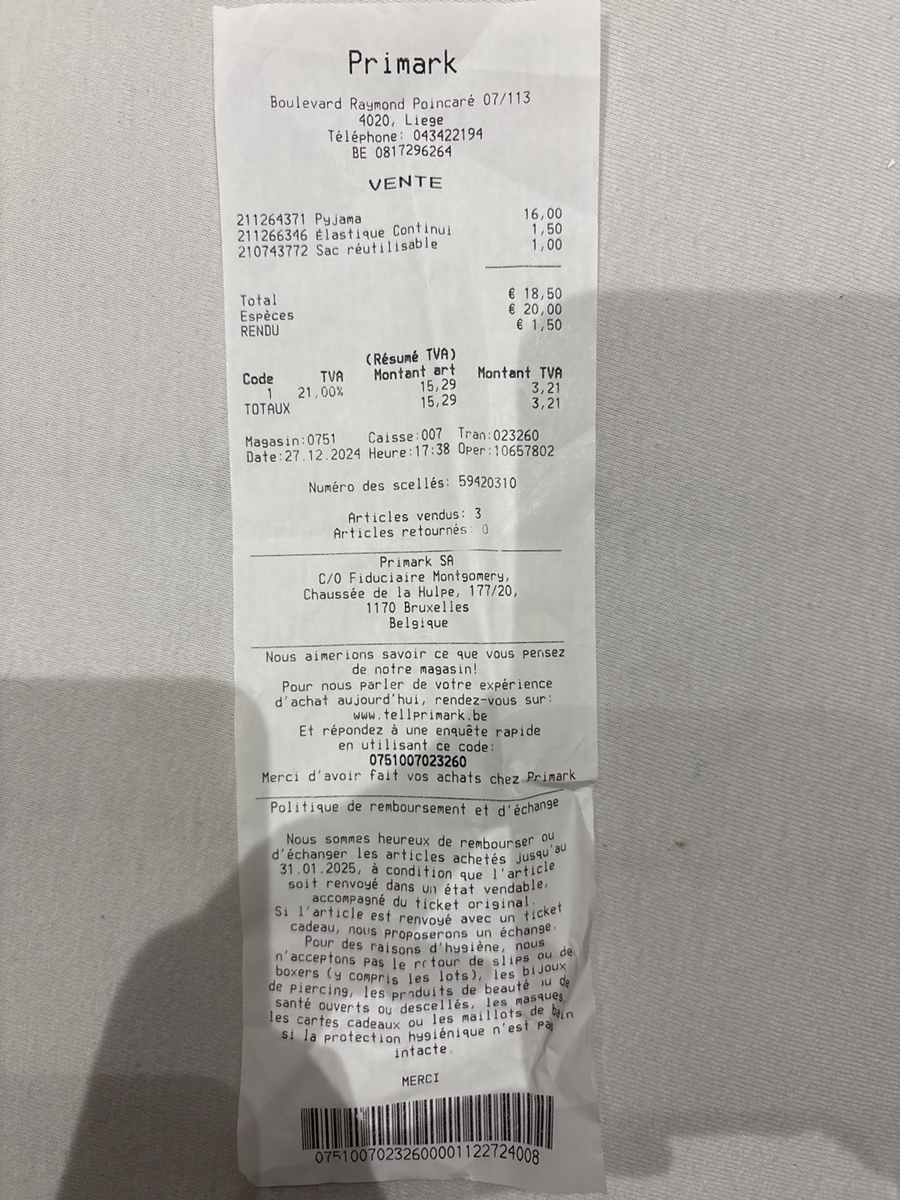 Primark
Boulevard Raymond Poincaré 07/113
4020, Liege
Téléphone: 043422194
BE 0817296264
VENTE
211264371 Pyjama 16,00
211266346 Élastique Continui 1,50
210743772 Sac réutilisable 1,00
Total € 18,50
Espèces € 20,00
RENDU € 1,50
(Résumé TVA)
Code TVA Montant art Montant TVA
1 21,00% 15,29 3,21
TOTAUX 15,29 3,21
Magasin:0751 Caisse:007 Tran:023260
Date:27.12.2024 Heure:17:38 Oper:10657802
Numéro des scellés: 59420310
Articles vendus: 3
Articles retournés: 0
Primark SA
C/O Fiduciaire Montgomery,
Chaussée de la Hulpe, 177/20,
1170 Bruxelles
Belgique
Nous aimerions savoir ce que vous pensez
de notre magasin!
Pour nous parler de votre expérience
d'achat aujourd'hui, rendez-vous sur:
www.tellprimark.be
Et répondez à une enquête rapide
en utilisant ce code:
0751007023260
Merci d'avoir fait vos achats chez Primark
Politique de remboursement et d'échange
Nous sommes heureux de rembourser ou
d'échanger les articles achetés jusqu'au
31.01.2025, à condition que l'article
soit renvoyé dans un état vendable,
accompagné du ticket original.
Si l'article est renvoyé avec un ticket
cadeau, nous proposerons un échange.
Pour des raisons d'hygiène, nous
n'acceptons pas le retour de slips ou de
boxers (y compris les lots), les bijoux
de piercing, les produits de beauté ou de
santé ouverts ou descellés, les masques,
les cartes cadeaux ou les maillots de bain
si la protection hygiénique n'est pas
intacte.
MERCI
07510070232600001122724008